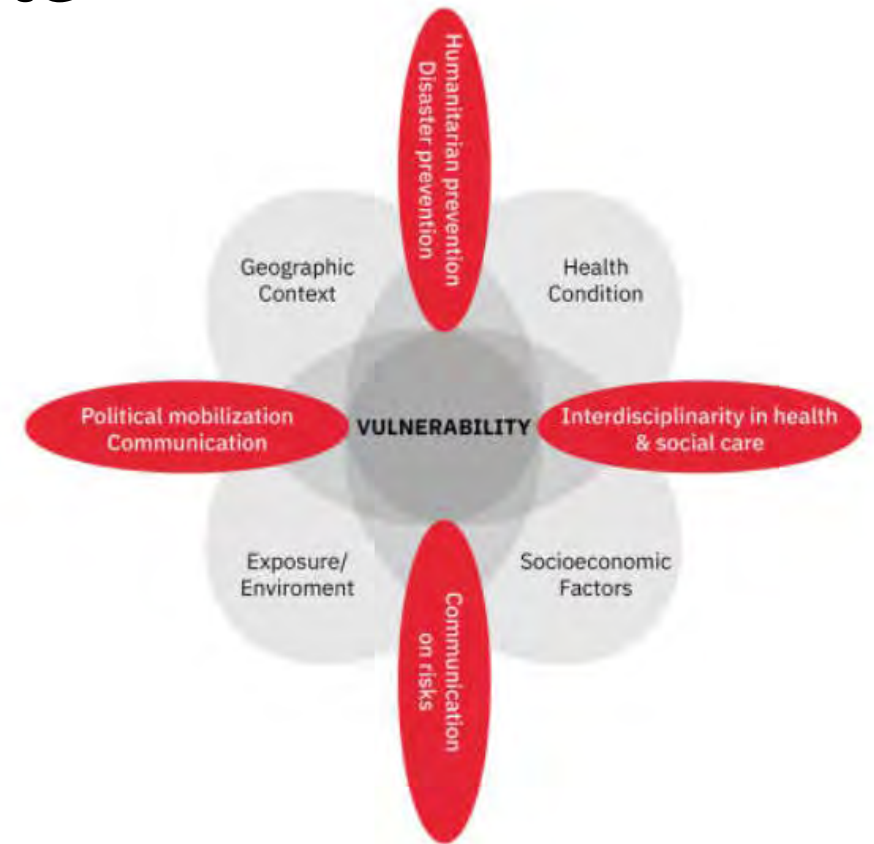 Humanitarian prevention
Disaster prevention
Geographic
Context
Health
Condition
Political mobilization
Communication
VULNERABILITY
Interdisciplinarity in health
& social care
Exposure/
Enviroment
Socioeconomic
Factors
Communication
on risks